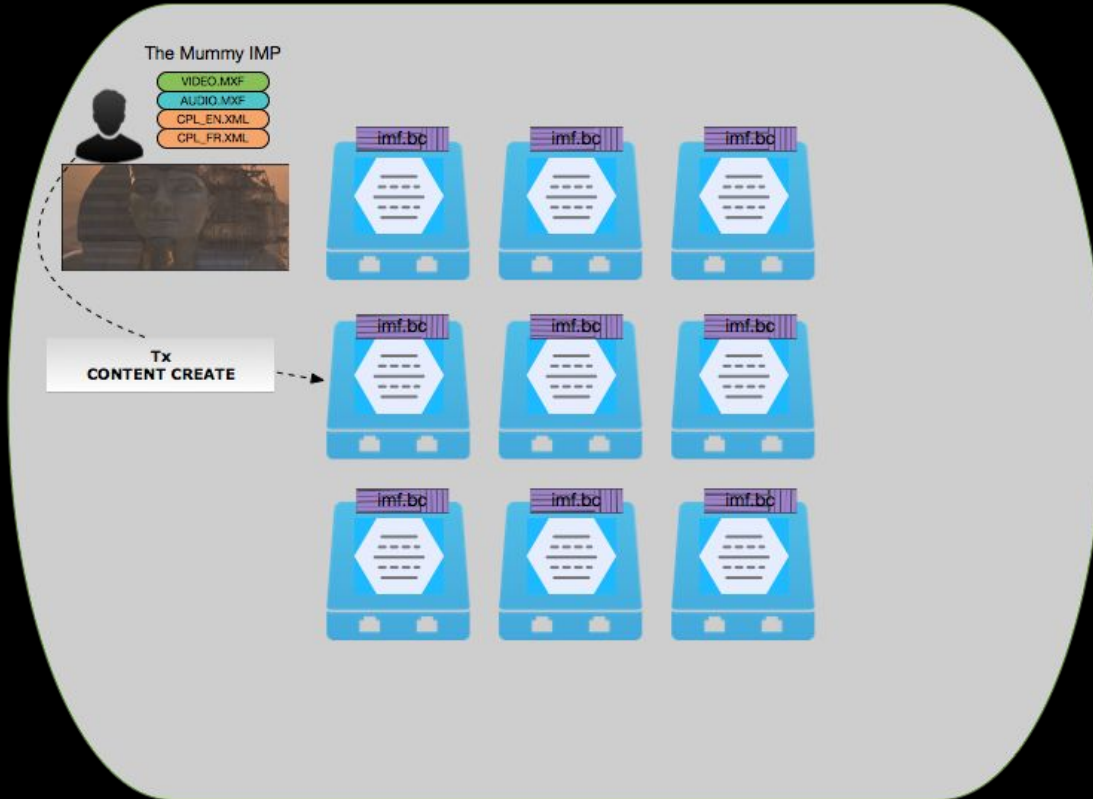 The Mummy IMP
VIDEO.MXF
AUDIO.MXF
CPL_EN.XML
CPL_FR.XML
imf.bc
imf.bc
imf.bc
Tx
CONTENT CREATE
imf.bc
imf.bc
imf.bc
imf.bc
imf.bc
imf.bc